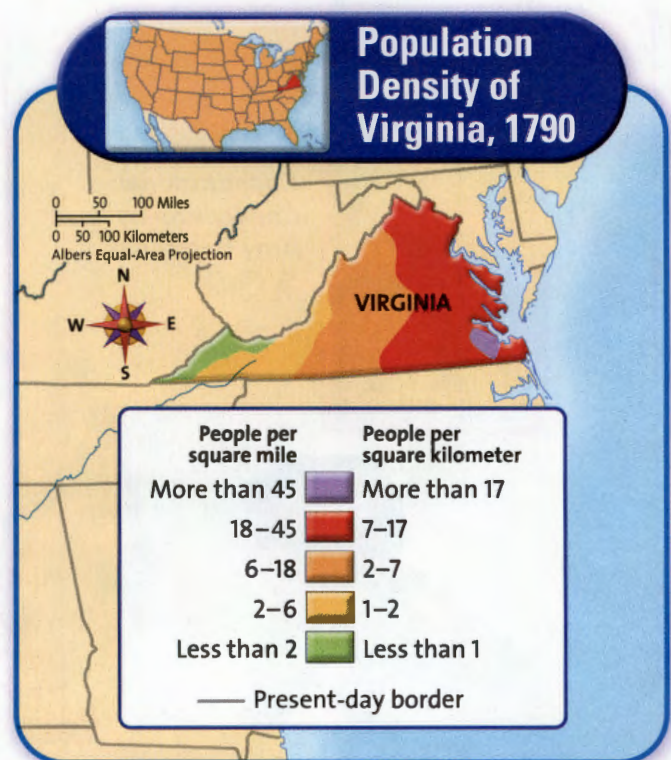 Population
Density of
Virginia, 1790
0 50 100 Miles
0 50 100 Kilometers
Albers Equal-Area Projection
N
W E
S
VIRGINIA
People per
square mile
People per
square kilometer
More than 45 More than 17
18–45 7–17
6–18 2–7
2–6 1–2
Less than 2 Less than 1
Present-day border